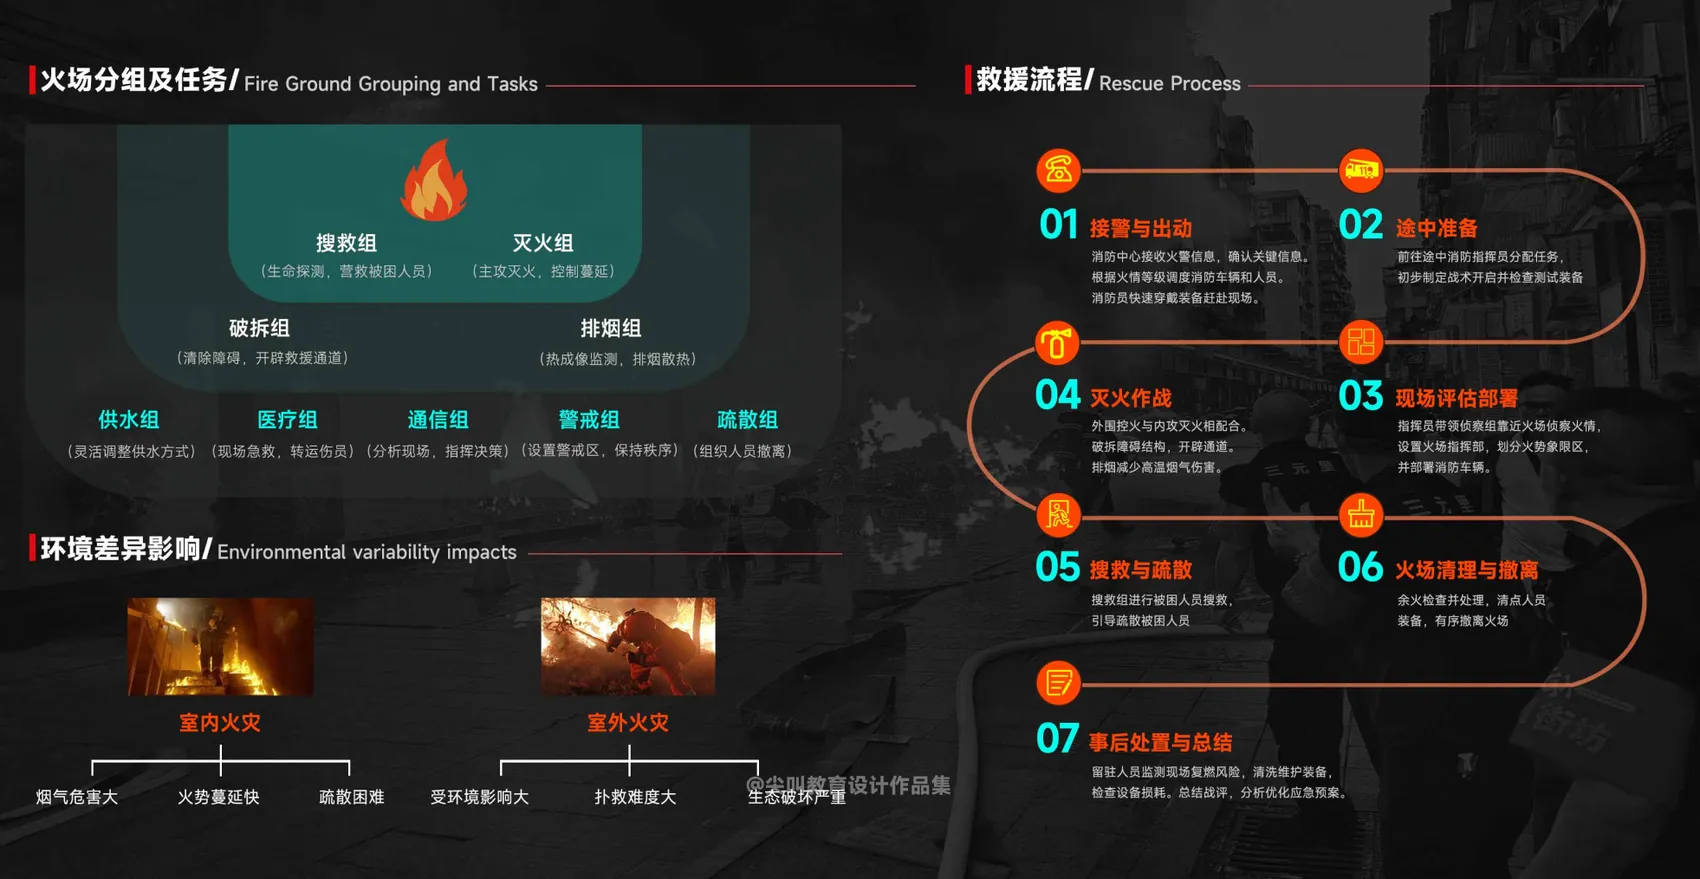 火场分组及任务/ Fire Ground Grouping and Tasks
搜救组
(生命探测，营救被困人员)
灭火组
(主攻灭火，控制蔓延)
破拆组
(清除障碍，开辟救援通道)
排烟组
(热成像监测，排烟散热)
供水组
(灵活调整供水方式)
医疗组
(现场急救，转运伤员)
通信组
(分析现场，指挥决策)
警戒组
(设置警戒区，保持秩序)
疏散组
(组织人员撤离)
环境差异影响/ Environmental variability impacts
室内火灾
烟气危害大
火势蔓延快
疏散困难
室外火灾
受环境影响大
扑救难度大
生态破坏严重
@尖叫教育设计作品集
救援流程/ Rescue Process
01 接警与出动
消防中心接收火警信息，确认关键信息。
根据火情等级调度消防车辆和人员。
消防员快速穿戴装备赶赴现场。
02 途中准备
前往途中消防指挥员分配任务，
初步制定战术开启并检查测试装备
03 现场评估部署
指挥员带领侦察组靠近火场侦察火情，
设置火场指挥部，划分火势象限区，
并部署消防车辆。
04 灭火作战
外围控火与内攻灭火相配合。
破拆障碍结构，开辟通道。
排烟减少高温烟气伤害。
05 搜救与疏散
搜救组进行被困人员搜救，
引导疏散被困人员
06 火场清理与撤离
余火检查并处理，清点人员
装备，有序撤离火场
07 事后处置与总结
留驻人员监测现场复燃风险，清洗维护装备，
检查设备损耗。总结战评，分析优化应急预案。
三元里
三元里
街坊